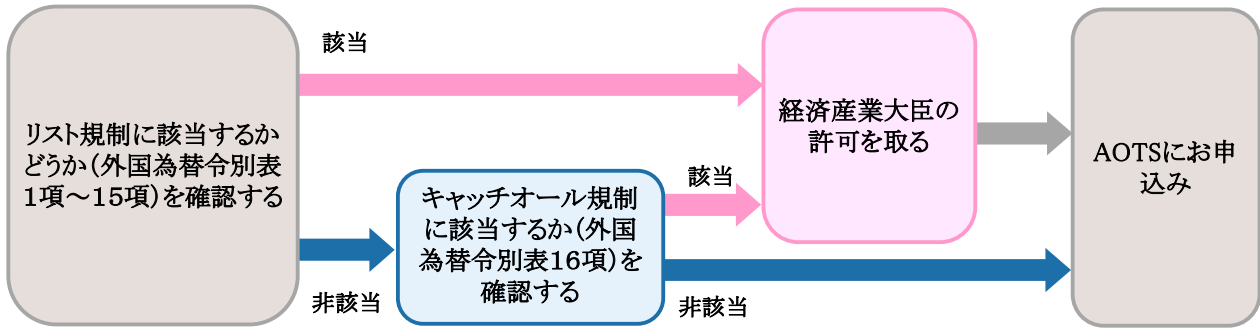 リスト規制に該当するか
どうか（外国為替令別表
１項～１５項）を確認する
該当
非該当
キャッチオール規制
に該当するか（外国
為替令別表１６項）を
確認する
該当
非該当
経済産業大臣の
許可を取る
AOTSにお申
込み